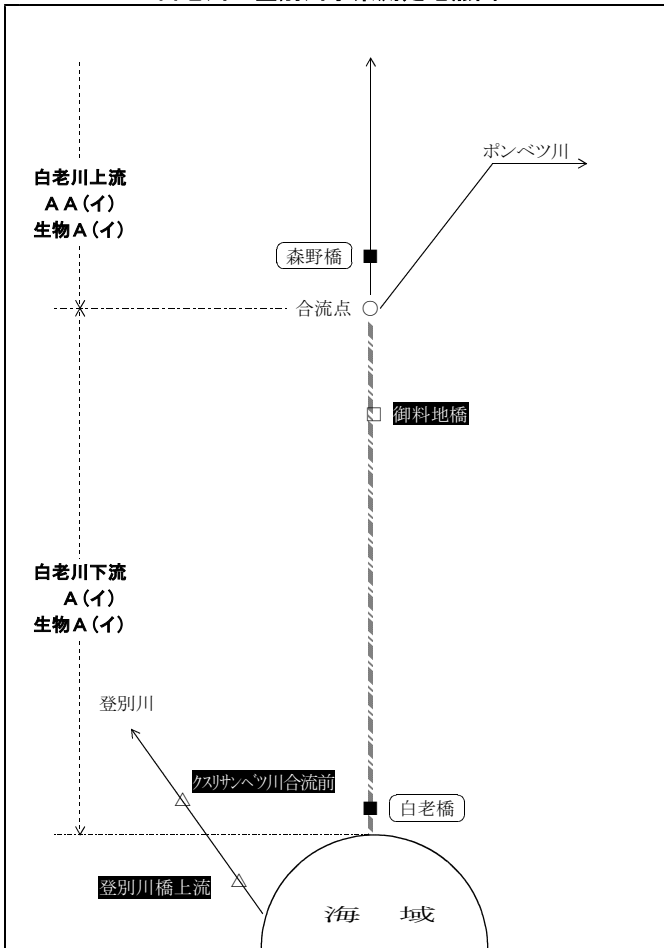 ポンベツ川
白老川上流
ＡＡ(イ)
生物Ａ(イ)
森野橋
合流点
御料地橋
白老川下流
Ａ(イ)
生物Ａ(イ)
登別川
ｸｽﾘｻﾝﾍﾞﾂ川合流前
白老橋
登別川橋上流
海　域